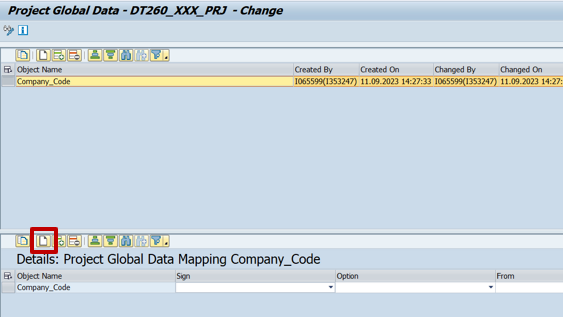 Project Global Data - DT260_XXX_PRJ - Change
Object Name Created By Created On Changed By Changed On
Company_Code I065599(I353247) 11.09.2023 14:27:33 I065599(I353247) 11.09.2023 14:27:
Details: Project Global Data Mapping Company_Code
Object Name Sign Option From
Company_Code